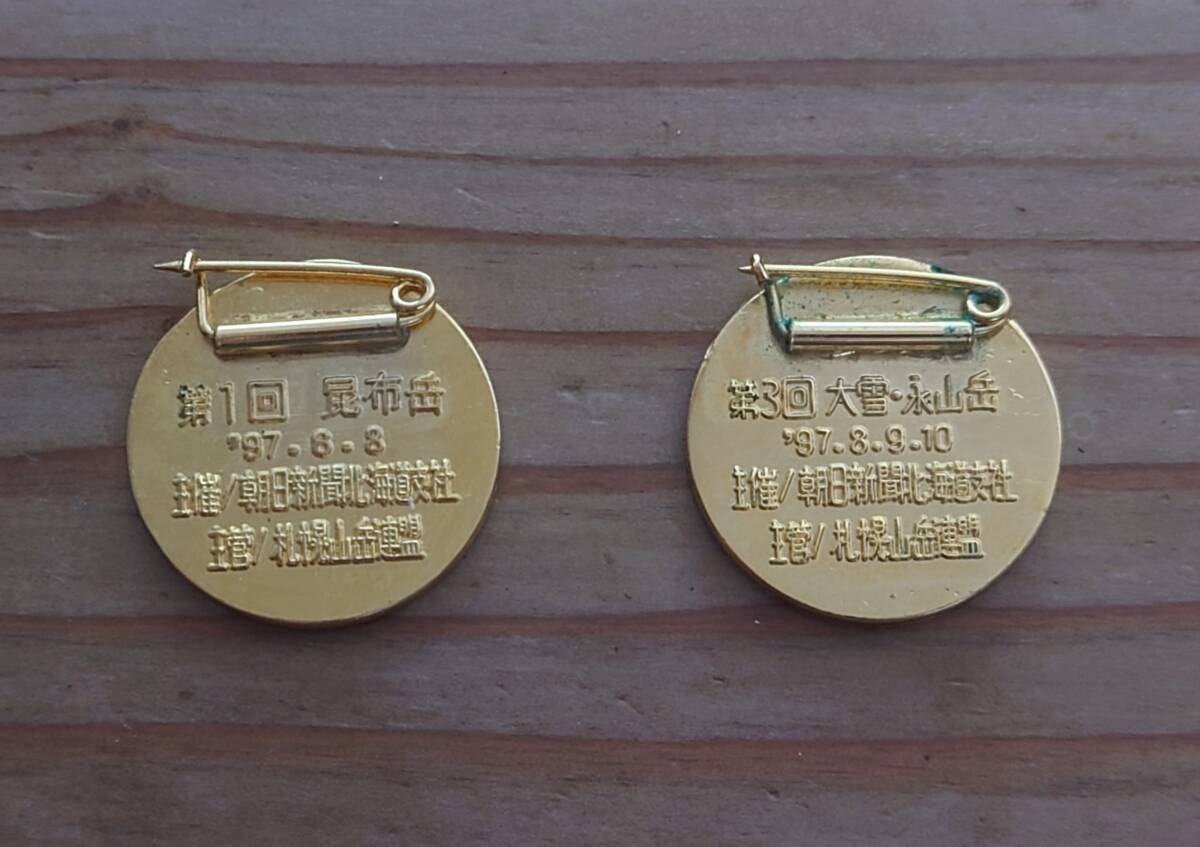 第1回 昆布岳
'97.6.8
主催/朝日新聞北海道支社
主管/札幌山岳連盟
第3回 大雪・永山岳
'97.8.9.10
主催/朝日新聞北海道支社
主管/札幌山岳連盟